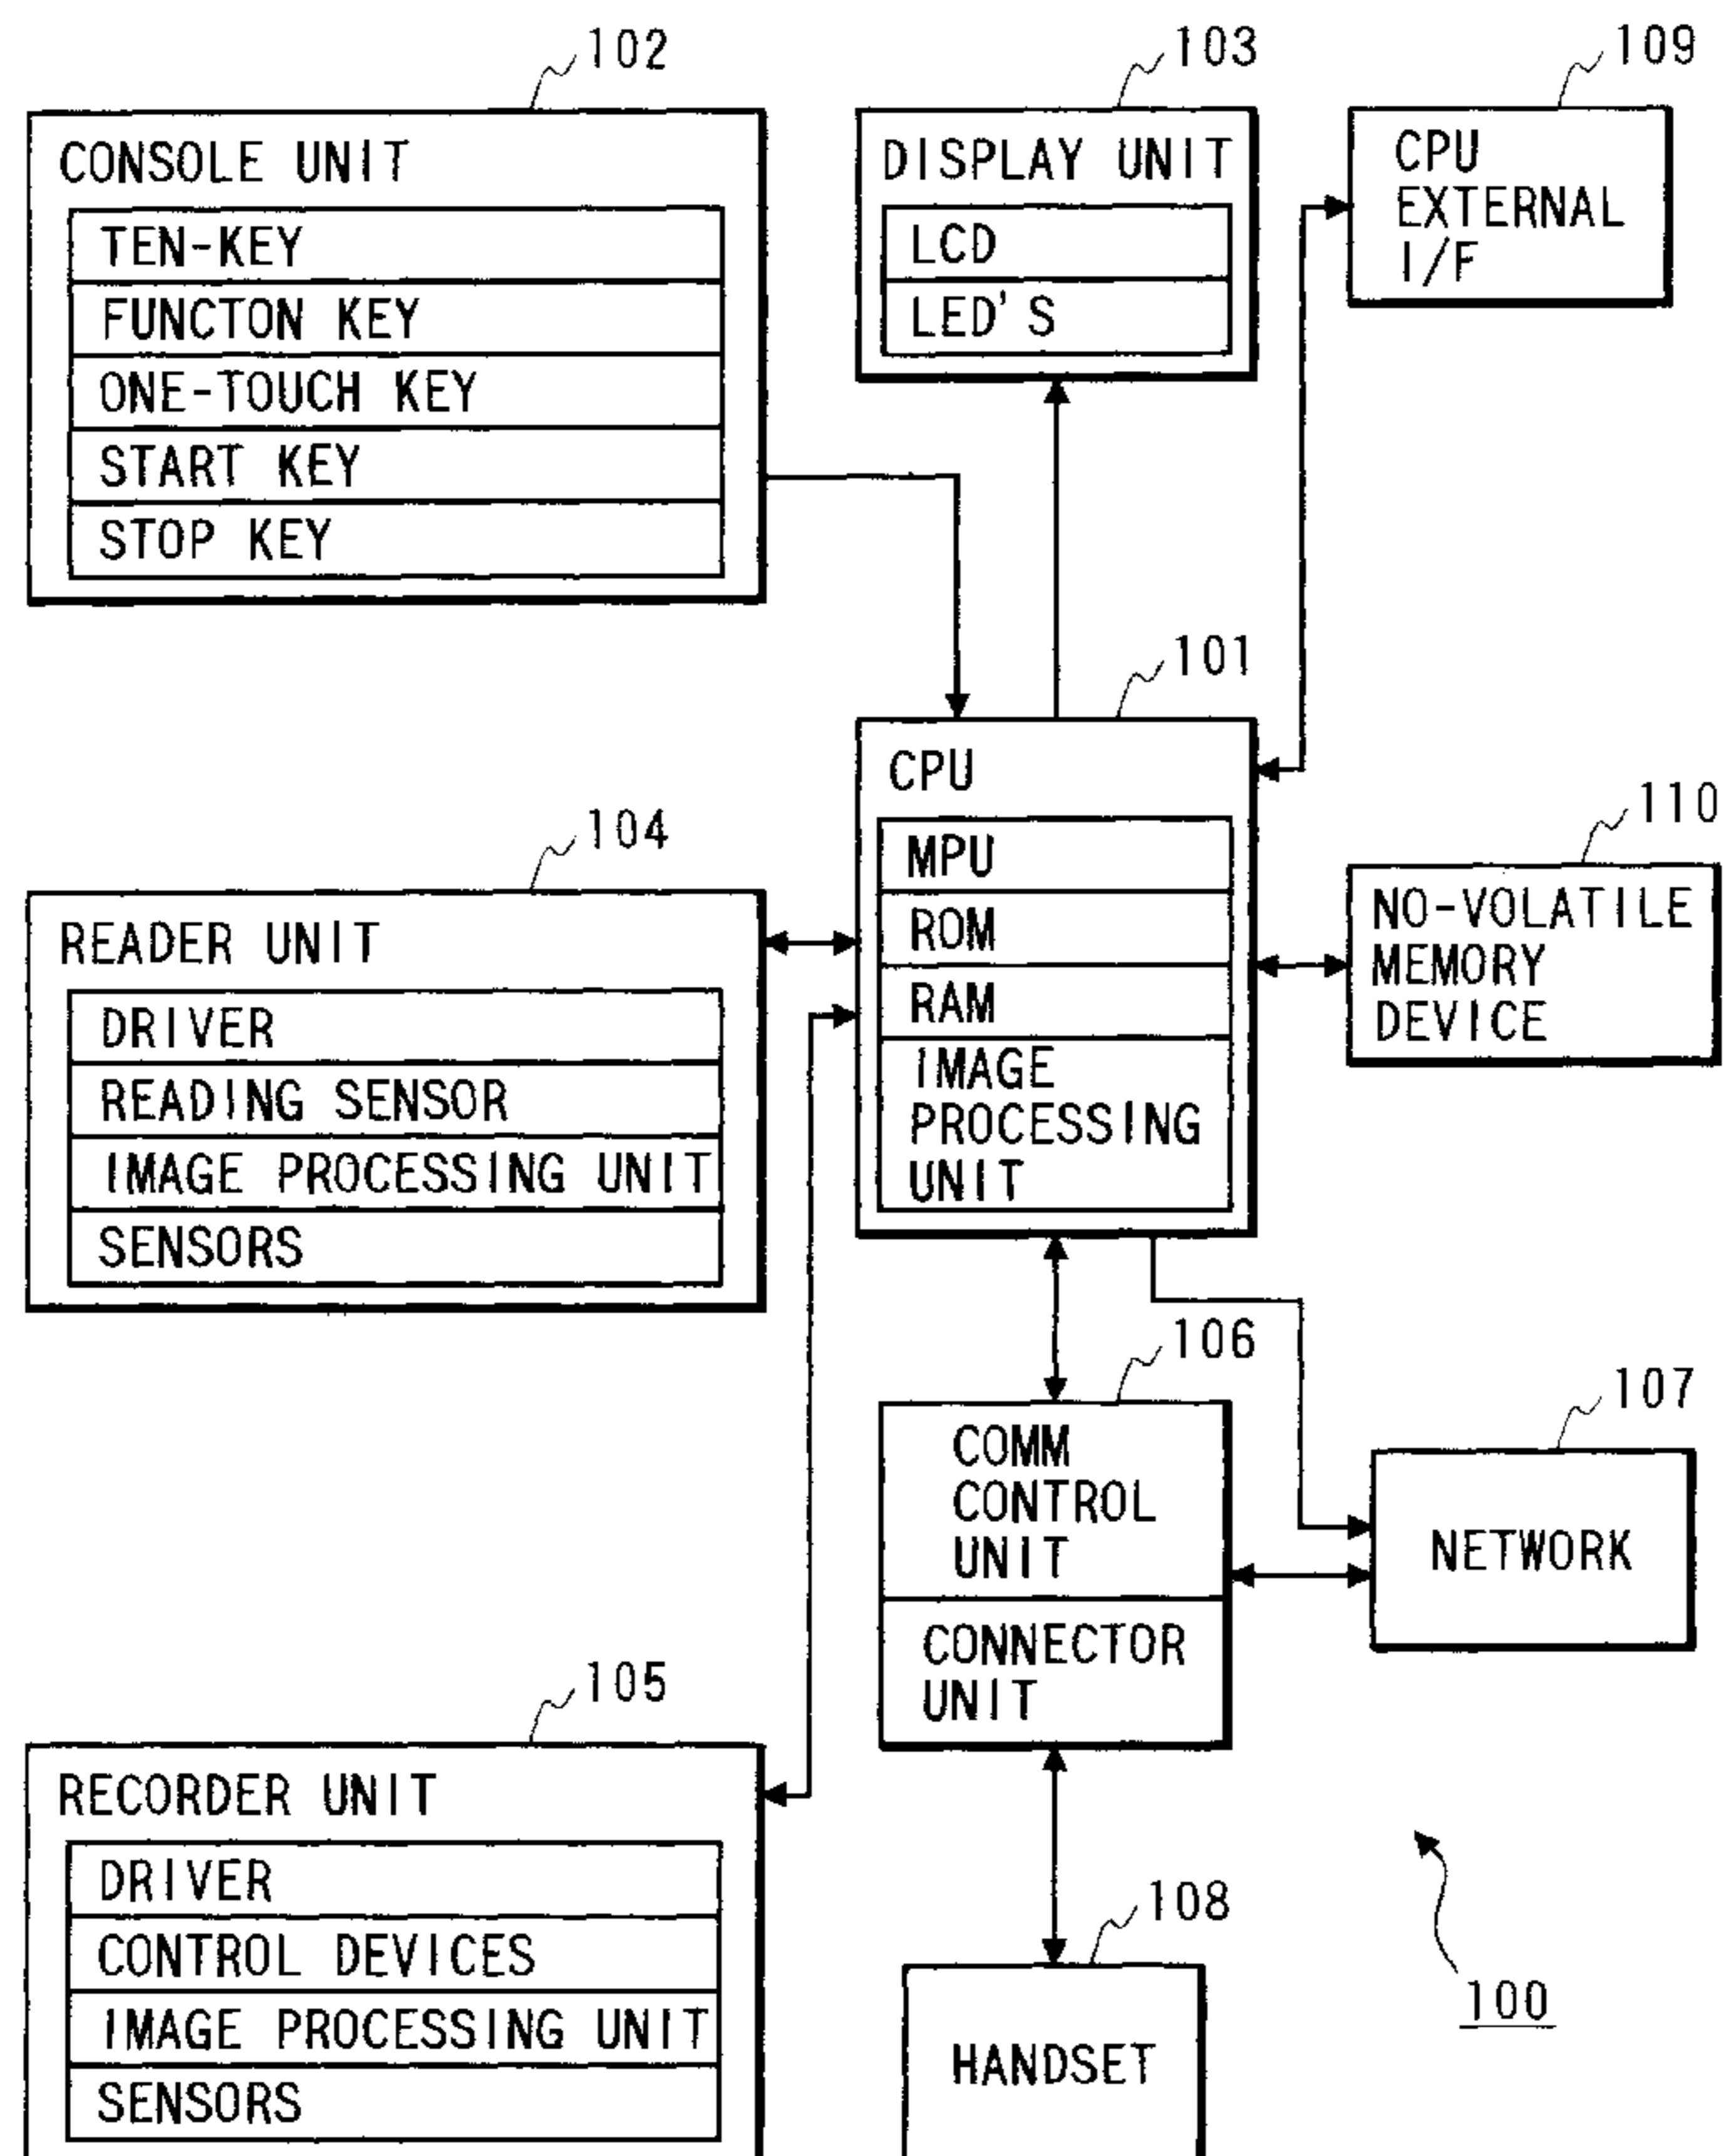 102
CONSOLE UNIT
TEN-KEY
FUNCTON KEY
ONE-TOUCH KEY
START KEY
STOP KEY
103
DISPLAY UNIT
LCD
LED'S
109
CPU
EXTERNAL
I/F
101
CPU
MPU
ROM
RAM
IMAGE
PROCESSING
UNIT
110
NO-VOLATILE
MEMORY
DEVICE
104
READER UNIT
DRIVER
READING SENSOR
IMAGE PROCESSING UNIT
SENSORS
106
COMM
CONTROL
UNIT
CONNECTOR
UNIT
107
NETWORK
105
RECORDER UNIT
DRIVER
CONTROL DEVICES
IMAGE PROCESSING UNIT
SENSORS
108
HANDSET
100